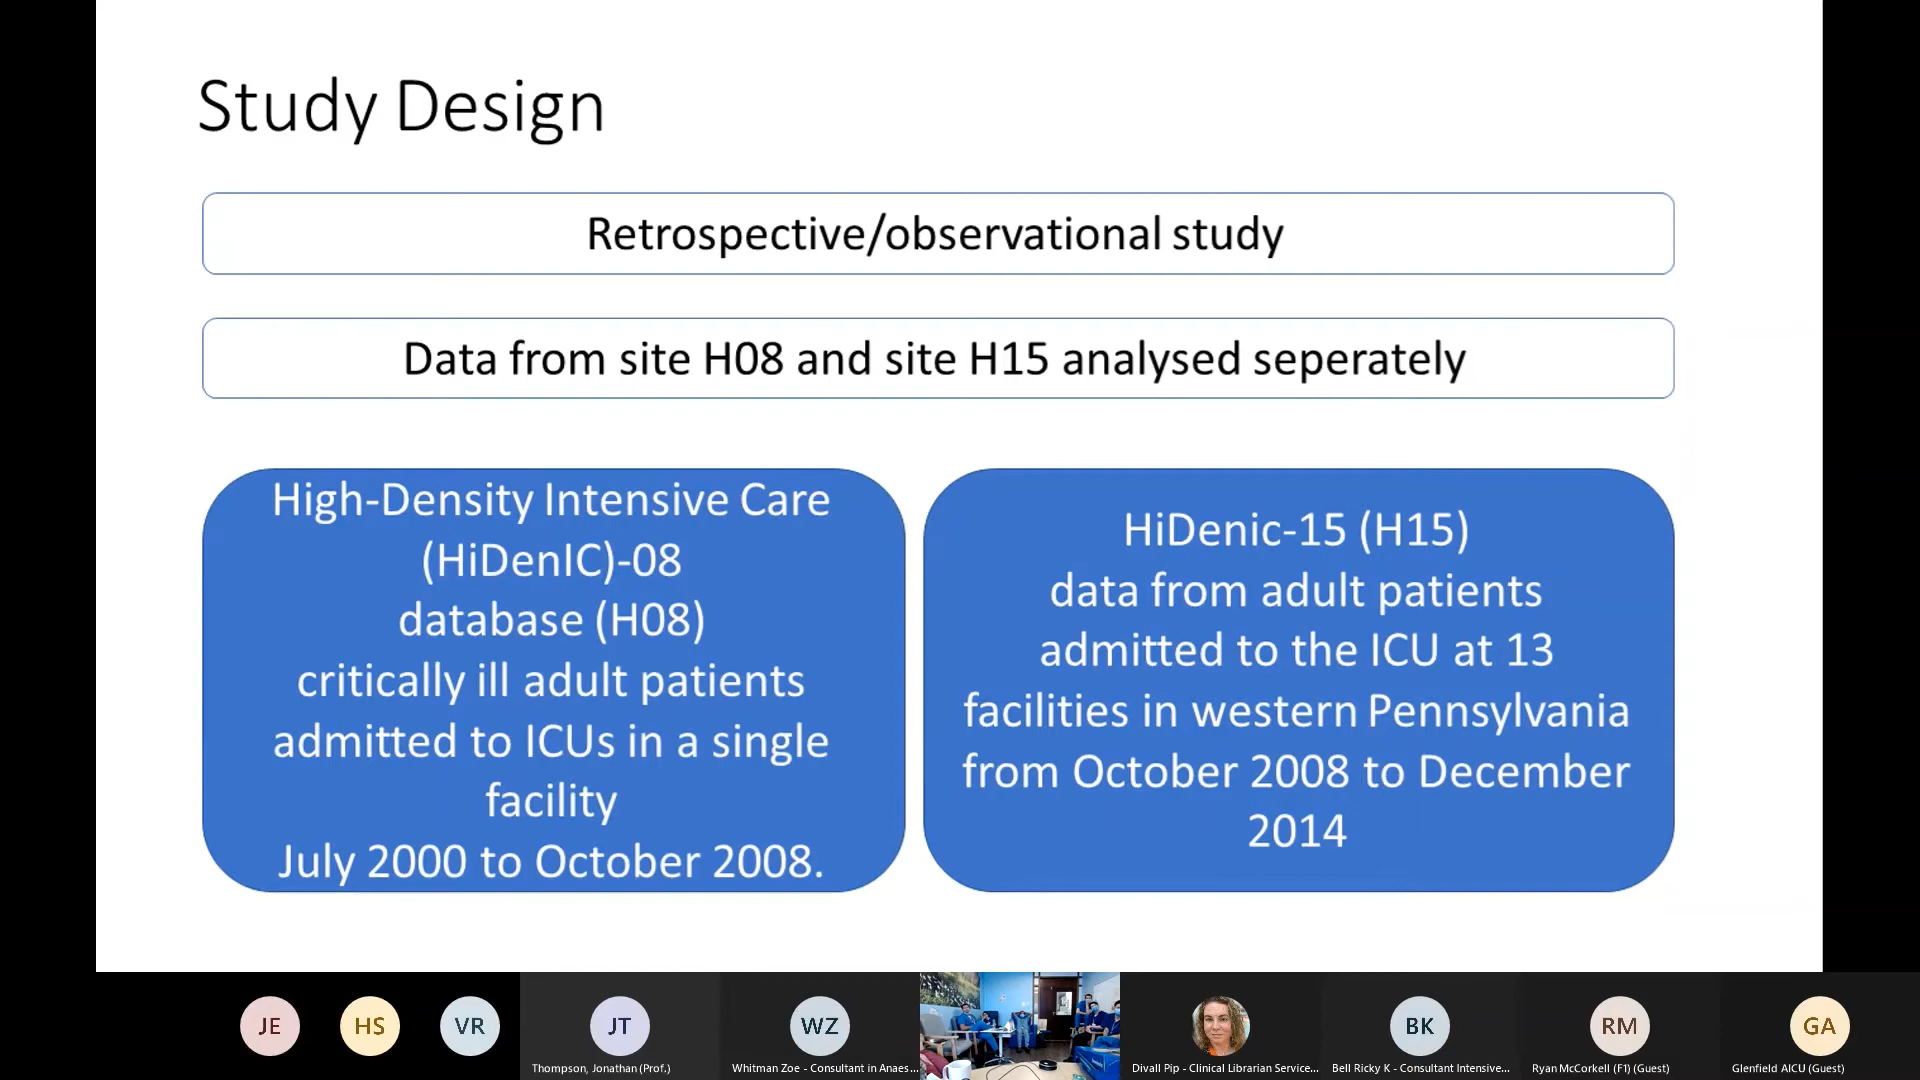 Study Design
Retrospective/observational study
Data from site H08 and site H15 analysed seperately
High-Density Intensive Care
(HiDenIC)-08
database (H08)
critically ill adult patients
admitted to ICUs in a single
facility
July 2000 to October 2008.
HiDenic-15 (H15)
data from adult patients
admitted to the ICU at 13
facilities in western Pennsylvania
from October 2008 to December
2014
JE
HS
VR
JT
WZ
BK
RM
GA
Thompson, Jonathan (Prof.)
Whitman Zoe - Consultant in Anaes...
Divall Pip - Clinical Librarian Service...
Bell Ricky K - Consultant Intensive...
Ryan McCorkell (F1) (Guest)
Glenfield AICU (Guest)